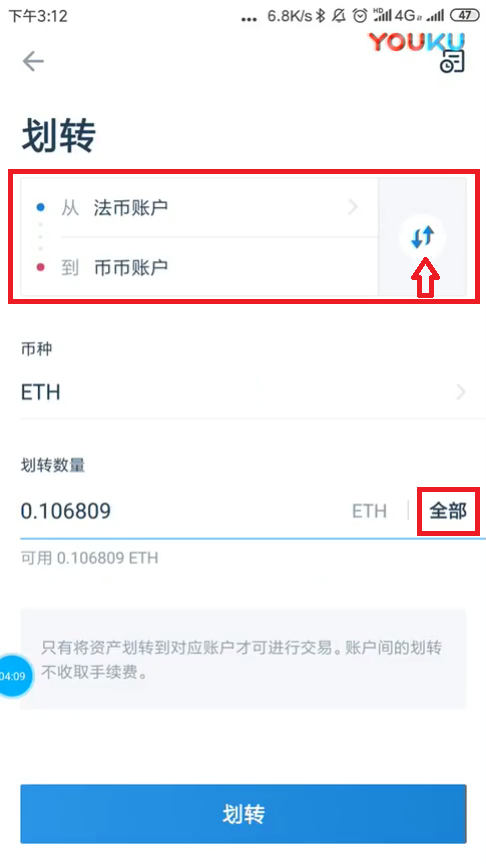 下午3:12 ... 6.8K/s HD 4G 47
YOUKU
划转
从 法币账户
到 币币账户
币种
ETH
划转数量
0.106809 ETH 全部
可用 0.106809 ETH
只有将资产划转到对应账户才可进行交易。账户间的划转
不收取手续费。
04:09
划转